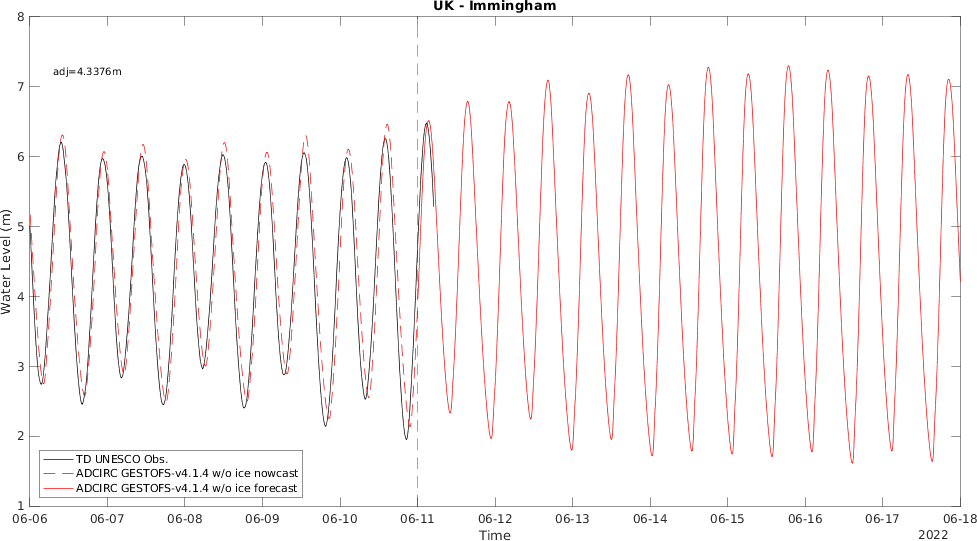 UK - Immingham
8
adj=4.3376m
7
6
5
4
3
2
1
Water Level (m)
TD UNESCO Obs.
ADCIRC GESTOFS-v4.1.4 w/o ice nowcast
ADCIRC GESTOFS-v4.1.4 w/o ice forecast
06-06 06-07 06-08 06-09 06-10 06-11 06-12 06-13 06-14 06-15 06-16 06-17 06-18
Time
2022